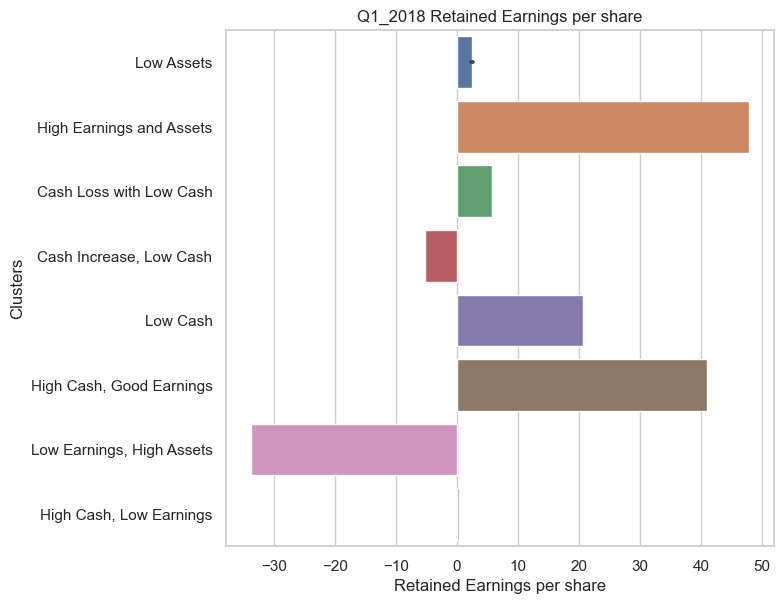 Q1_2018 Retained Earnings per share
Low Assets
High Earnings and Assets
Cash Loss with Low Cash
Cash Increase, Low Cash
Low Cash
High Cash, Good Earnings
Low Earnings, High Assets
High Cash, Low Earnings
Clusters
−30 −20 −10 0 10 20 30 40 50
Retained Earnings per share